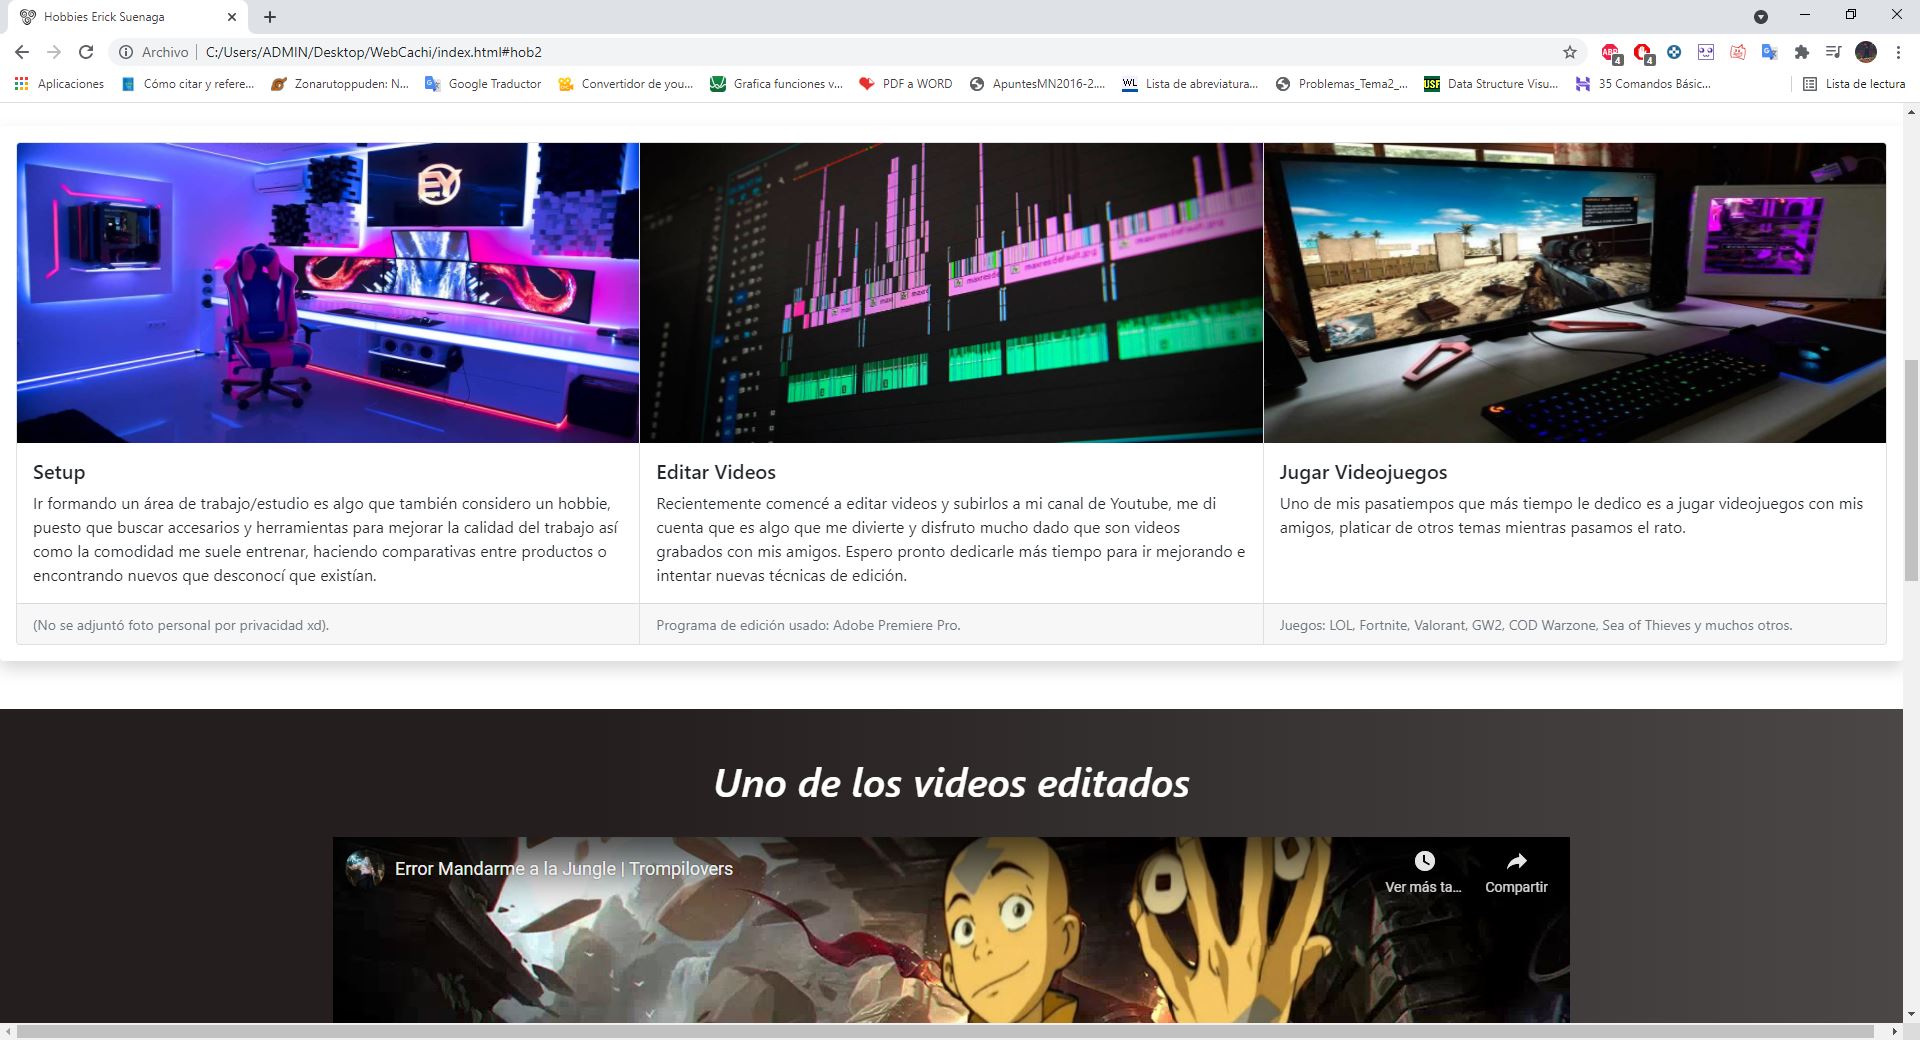 Hobbies Erick Suenaga
Archivo
C:/Users/ADMIN/Desktop/WebCachi/index.html#hob2
ABP
4
4
Aplicaciones
Cómo citar y refere...
Zonarutoppuden: N...
Google Traductor
Convertidor de you...
Grafica funciones v...
PDF a WORD
ApuntesMN2016-2....
WL
Lista de abreviatura...
Problemas_Tema2_...
USF
Data Structure Visu...
35 Comandos Básic...
Lista de lectura
EY
maxresdefault.jpg
maxresdefault.jpg
Setup
Ir formando un área de trabajo/estudio es algo que también considero un hobbie,
puesto que buscar accesarios y herramientas para mejorar la calidad del trabajo así
como la comodidad me suele entrenar, haciendo comparativas entre productos o
encontrando nuevos que desconocí que existían.
(No se adjuntó foto personal por privacidad xd).
Editar Videos
Recientemente comencé a editar videos y subirlos a mi canal de Youtube, me di
cuenta que es algo que me divierte y disfruto mucho dado que son videos
grabados con mis amigos. Espero pronto dedicarle más tiempo para ir mejorando e
intentar nuevas técnicas de edición.
Programa de edición usado: Adobe Premiere Pro.
Jugar Videojuegos
Uno de mis pasatiempos que más tiempo le dedico es a jugar videojuegos con mis
amigos, platicar de otros temas mientras pasamos el rato.
Juegos: LOL, Fortnite, Valorant, GW2, COD Warzone, Sea of Thieves y muchos otros.
Uno de los videos editados
Error Mandarme a la Jungle | Trompilovers
Ver más ta...
Compartir